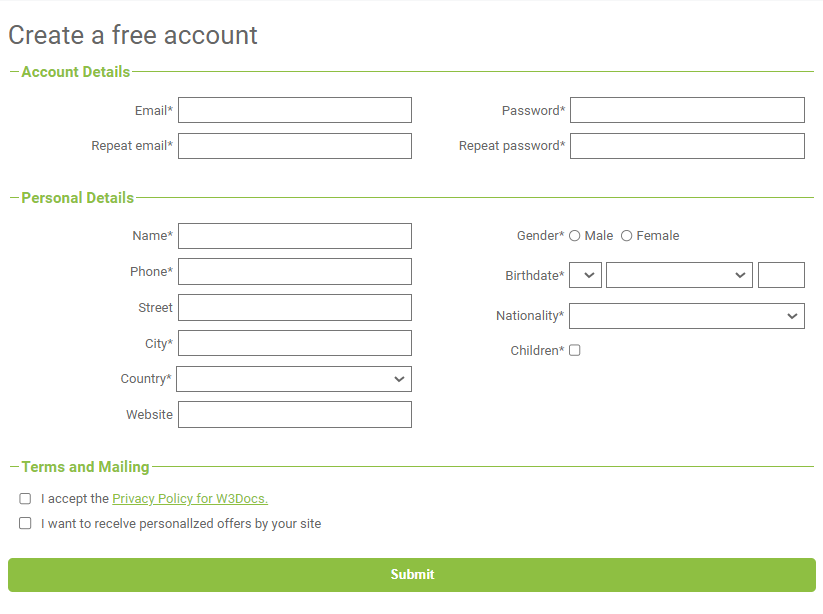 Create a free account
Account Details
Email*
Password*
Repeat email*
Repeat password*
Personal Details
Name*
Gender* Male Female
Phone*
Birthdate*
Street
Nationality*
City*
Children*
Country*
Website
Terms and Mailing
I accept the Privacy Policy for W3Docs.
I want to receive personalized offers by your site
Submit